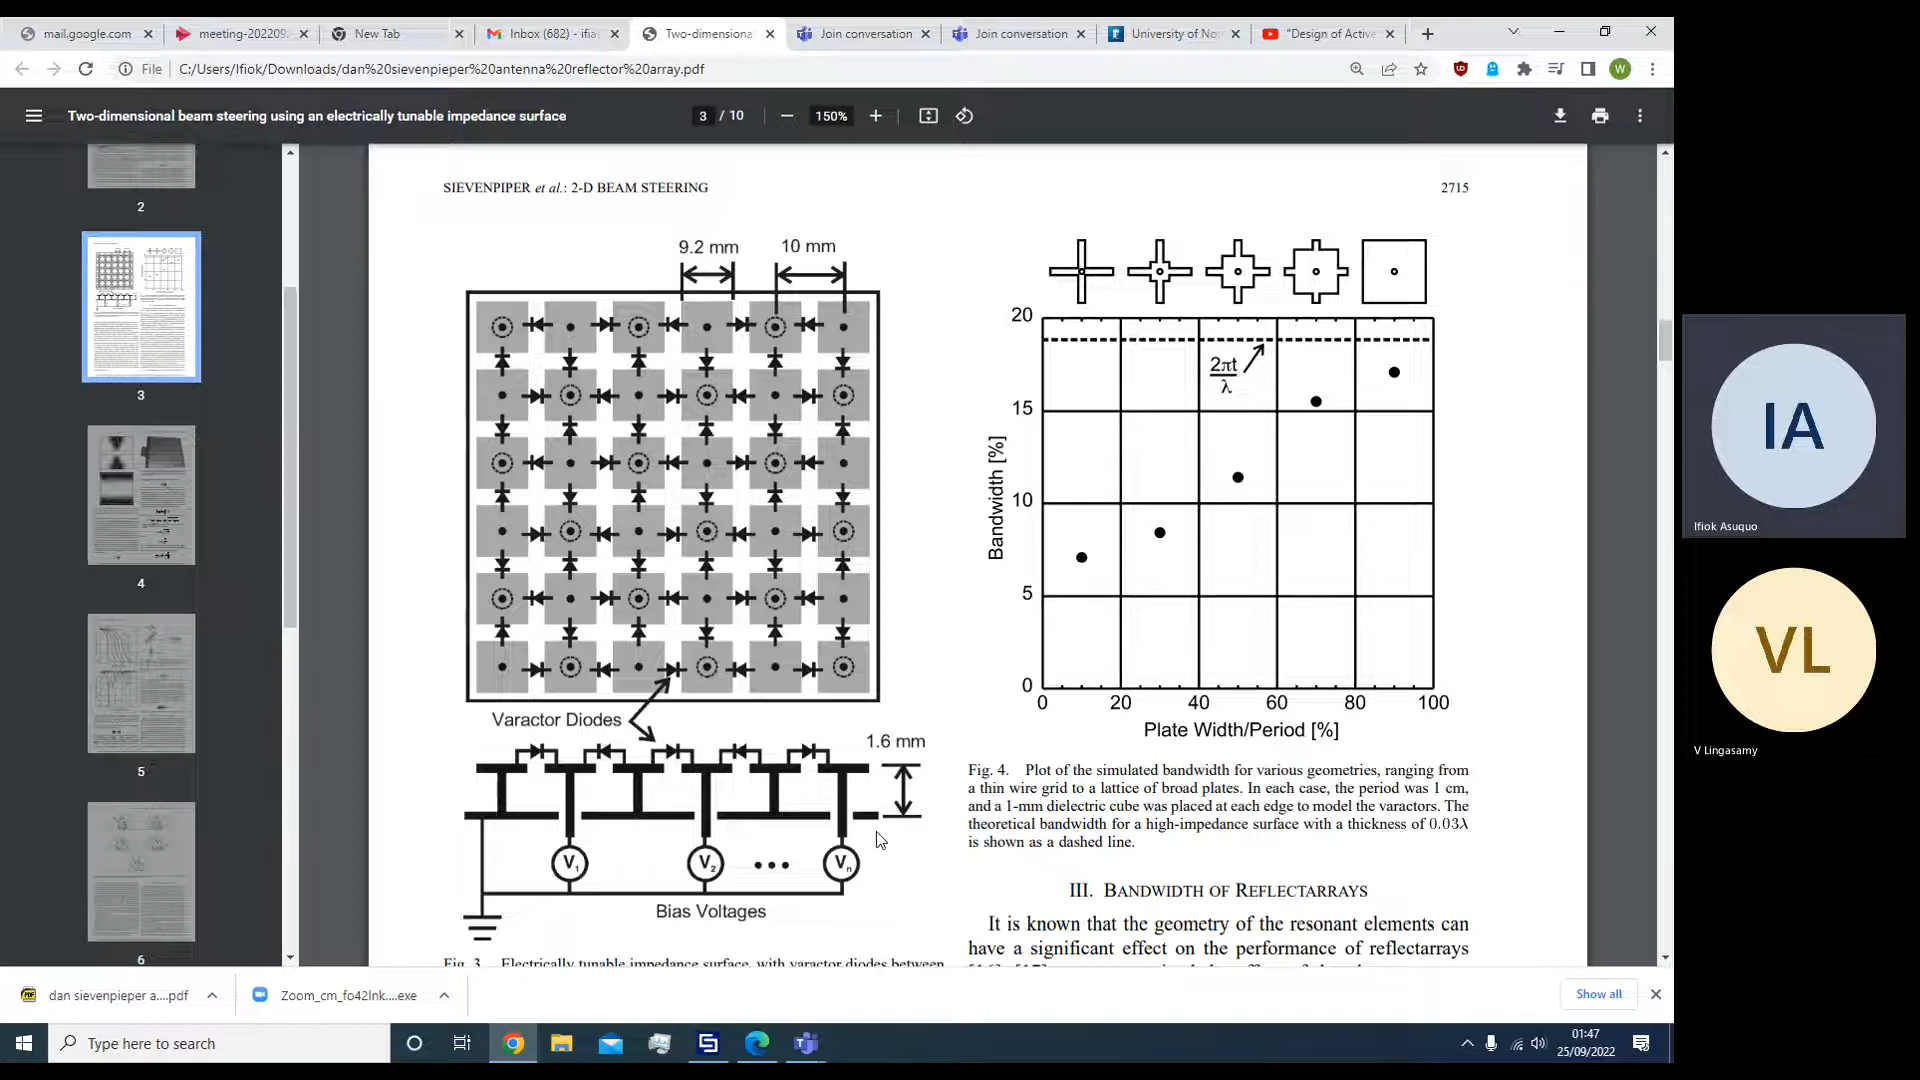 mail.google.com
meeting-202209
New Tab
Inbox (682) - ifia
Two-dimensiona
Join conversation
Join conversation
University of No
"Design of Active
File
C:/Users/Ifiok/Downloads/dan%20sievenpieper%20antenna%20reflector%20array.pdf
W
Two-dimensional beam steering using an electrically tunable impedance surface
3 / 10
150%
2
3
4
5
6
SIEVENPIPER et al.: 2-D BEAM STEERING
2715
9.2 mm
10 mm
Varactor Diodes
1.6 mm
V1
V2
Vn
Bias Voltages
20
15
10
5
0
2πt
λ
Bandwidth [%]
0 20 40 60 80 100
Plate Width/Period [%]
Fig. 4. Plot of the simulated bandwidth for various geometries, ranging from
a thin wire grid to a lattice of broad plates. In each case, the period was 1 cm,
and a 1-mm dielectric cube was placed at each edge to model the varactors. The
theoretical bandwidth for a high-impedance surface with a thickness of 0.03λ
is shown as a dashed line.
III. BANDWIDTH OF REFLECTARRAYS
It is known that the geometry of the resonant elements can
have a significant effect on the performance of reflectarrays
Fig. 3. Electrically tunable impedance surface, with varactor diodes between
IA
Ifiok Asuquo
VL
V Lingasamy
dan sievenpieper a....pdf
Zoom_cm_fo42lnk....exe
Show all
Type here to search
01:47
25/09/2022